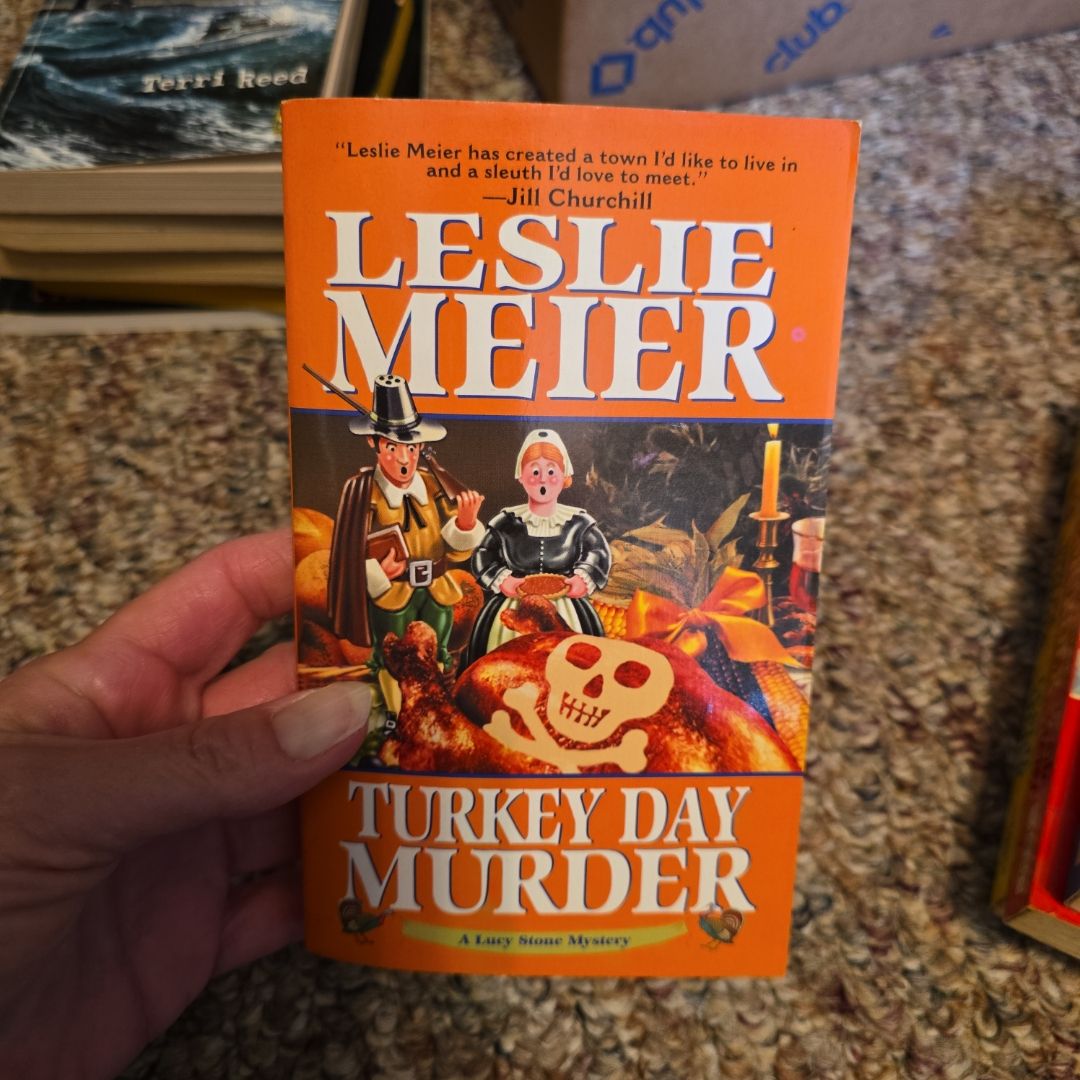 Terri Reed
club
“Leslie Meier has created a town I’d like to live in
and a sleuth I’d love to meet.”
—Jill Churchill
LESLIE
MEIER
TURKEY DAY
MURDER
A Lucy Stone Mystery